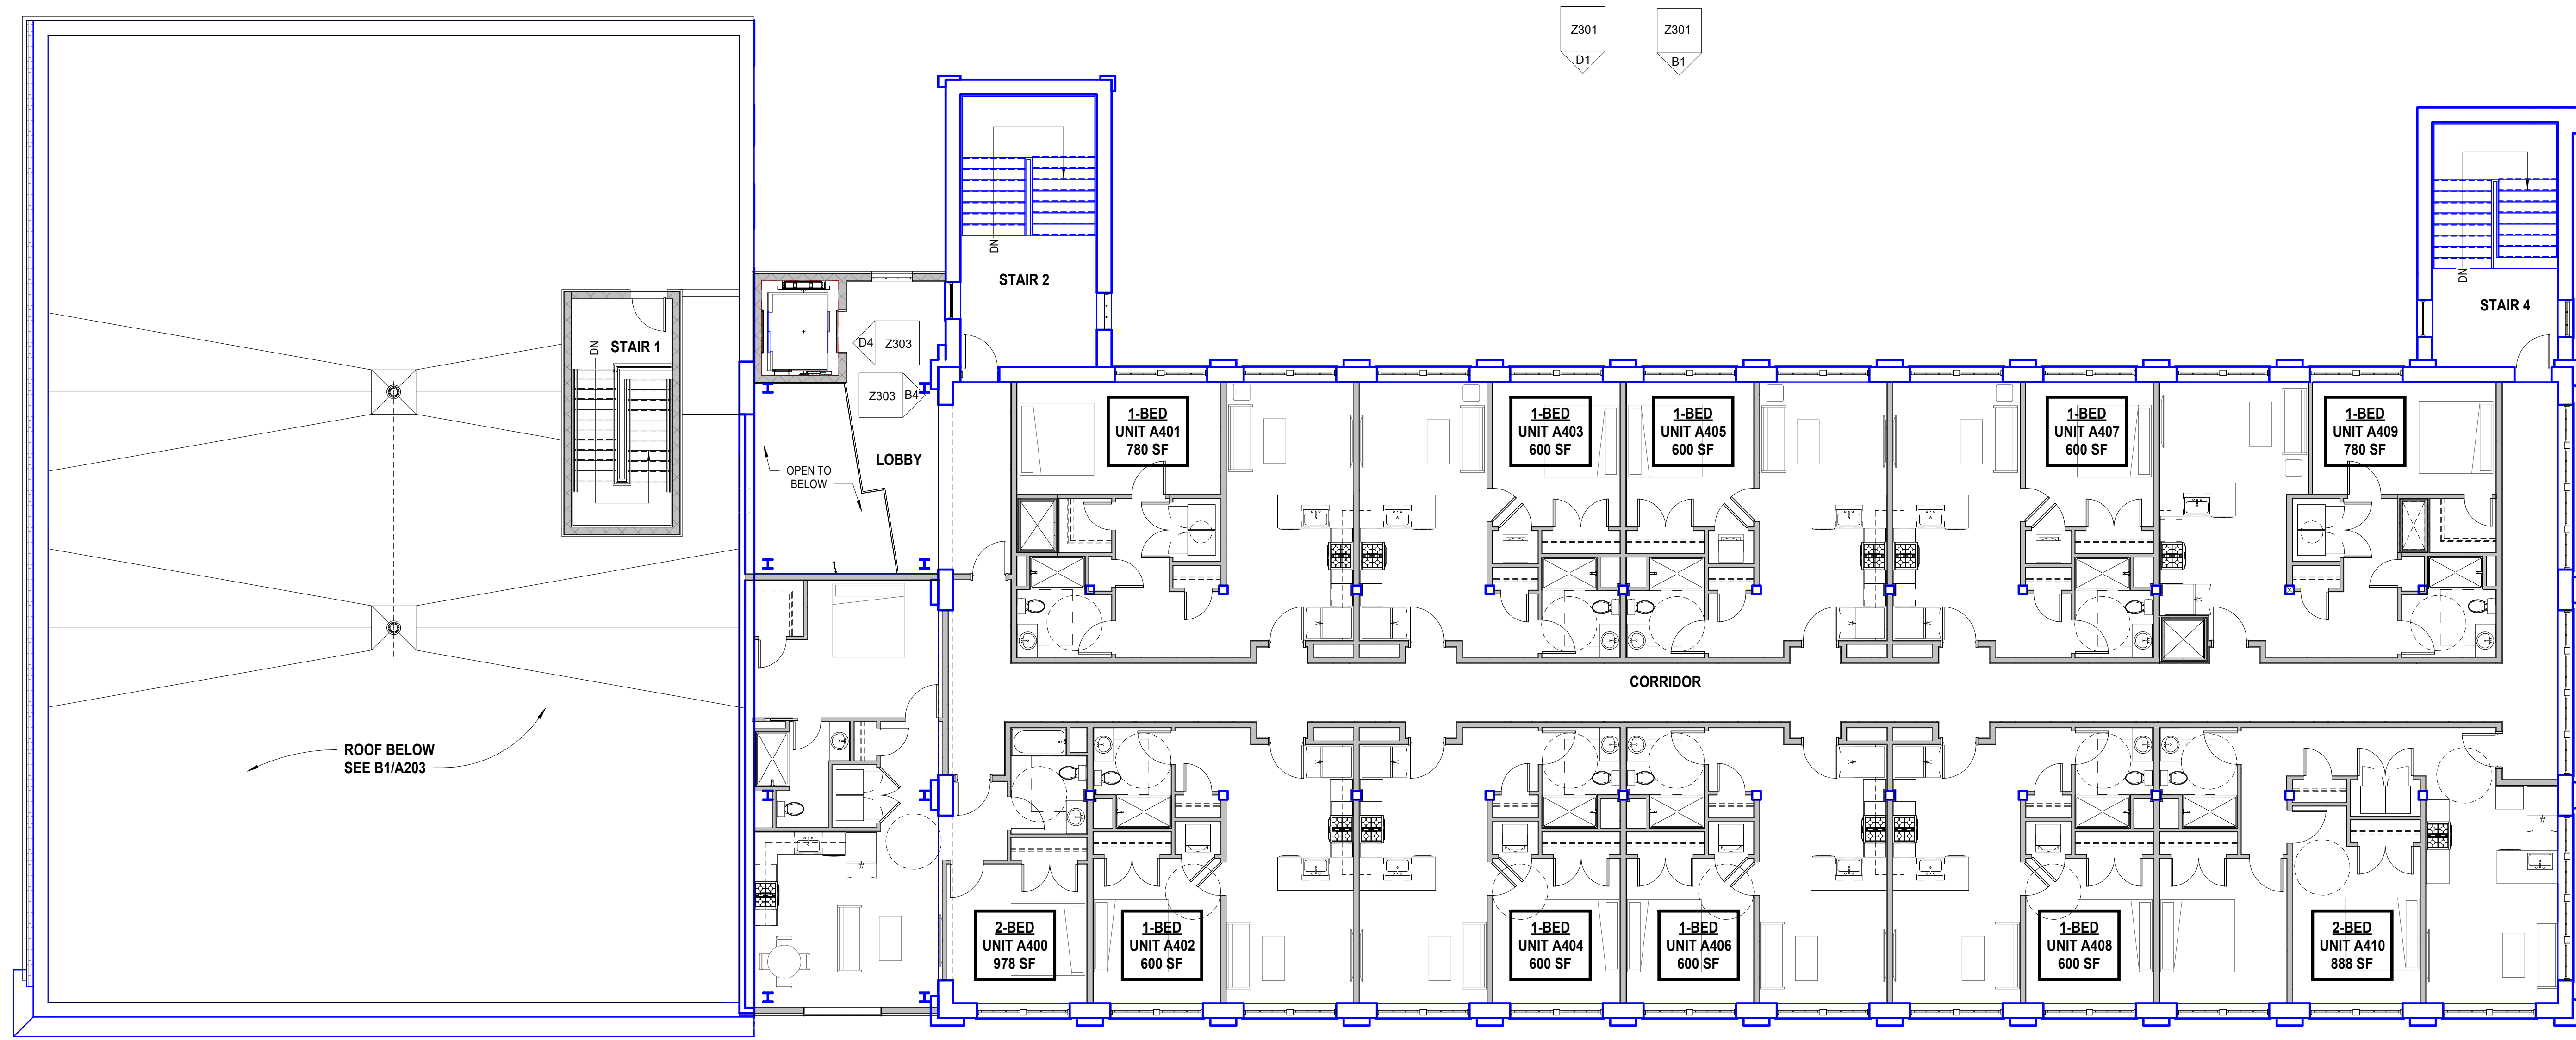 Z301
D1
Z301
B1
DN
STAIR 2
DN
STAIR 4
DN
STAIR 1
D4
Z303
Z303
B4
LOBBY
OPEN TO
BELOW
1-BED
UNIT A401
780 SF
1-BED
UNIT A403
600 SF
1-BED
UNIT A405
600 SF
1-BED
UNIT A407
600 SF
1-BED
UNIT A409
780 SF
CORRIDOR
ROOF BELOW
SEE B1/A203
2-BED
UNIT A400
978 SF
1-BED
UNIT A402
600 SF
1-BED
UNIT A404
600 SF
1-BED
UNIT A406
600 SF
1-BED
UNIT A408
600 SF
2-BED
UNIT A410
888 SF